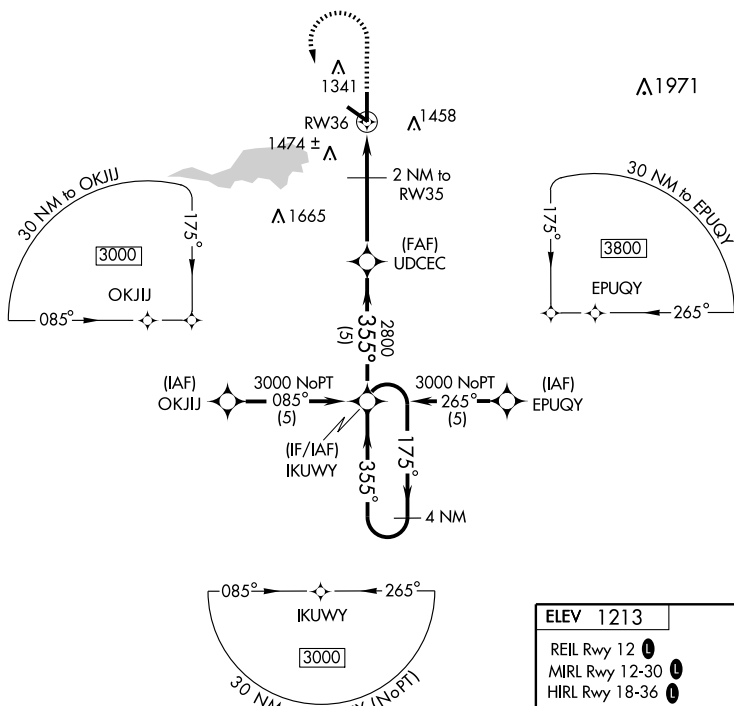 1341
1971
RW36
1458
1474 ±
2 NM to
RW35
30 NM to OKJIJ
175°
3000
OKJIJ
085°
1665
(FAF)
UDCEC
30 NM to EPUQY
175°
3800
EPUQY
265°
2800
355°
(5)
(IAF)
OKJIJ
3000 NoPT
085°
(5)
3000 NoPT
265°
(5)
(IAF)
EPUQY
(IF/IAF)
IKUWY
355°
175°
4 NM
085°
265°
IKUWY
3000
30 NM (NoPT)
ELEV 1213
REIL Rwy 12 L
MIRL Rwy 12-30 L
HIRL Rwy 18-36 L